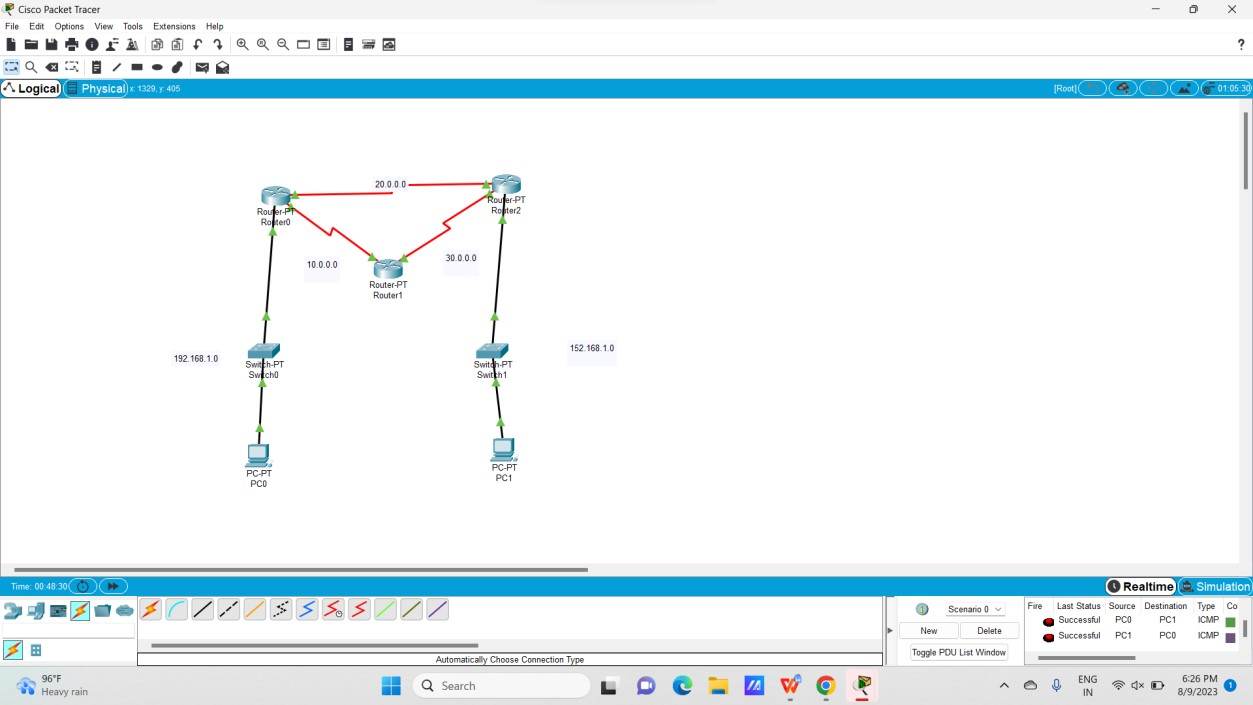 Cisco Packet Tracer
File Edit Options View Tools Extensions Help
?
Logical Physical x: 1329, y: 405 [Root] 01:05:30
20.0.0.0
Router-PT
Router0
Router-PT
Router2
10.0.0.0
30.0.0.0
Router-PT
Router1
192.168.1.0
Switch-PT
Switch0
Switch-PT
Switch1
152.168.1.0
PC-PT
PC0
PC-PT
PC1
Time: 00:48:30 Realtime Simulation
Scenario 0
New Delete
Toggle PDU List Window
Fire Last Status Source Destination Type Co
Successful PC0 PC1 ICMP
Successful PC1 PC0 ICMP
Automatically Choose Connection Type
96°F
Heavy rain
Search
ENG
IN
6:26 PM
8/9/2023
1